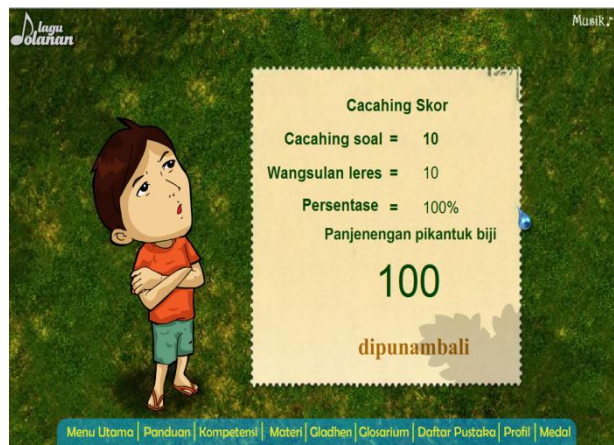 lagu
Dolanan
Musik
Cacahing Skor
Cacahing soal = 10
Wangsulan leres = 10
Persentase = 100%
Panjenengan pikantuk biji
100
dipunambali
Menu Utama | Panduan | Kompetensi | Materi | Gladhen | Glosarium | Daftar Pustaka | Profil | Medal